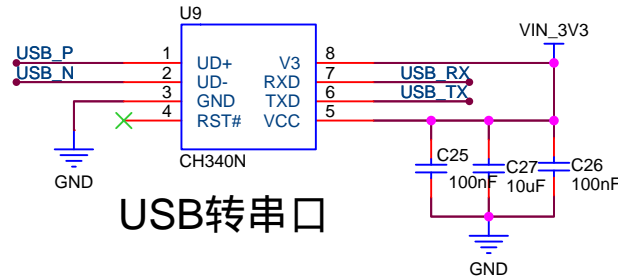 U9
VIN_3V3
USB_P 1 UD+ V3 8
USB_N 2 UD- RXD 7 USB_RX
3 GND TXD 6 USB_TX
4 RST# VCC 5
CH340N
GND
C25
100nF
C27
10uF
C26
100nF
USB转串口
GND